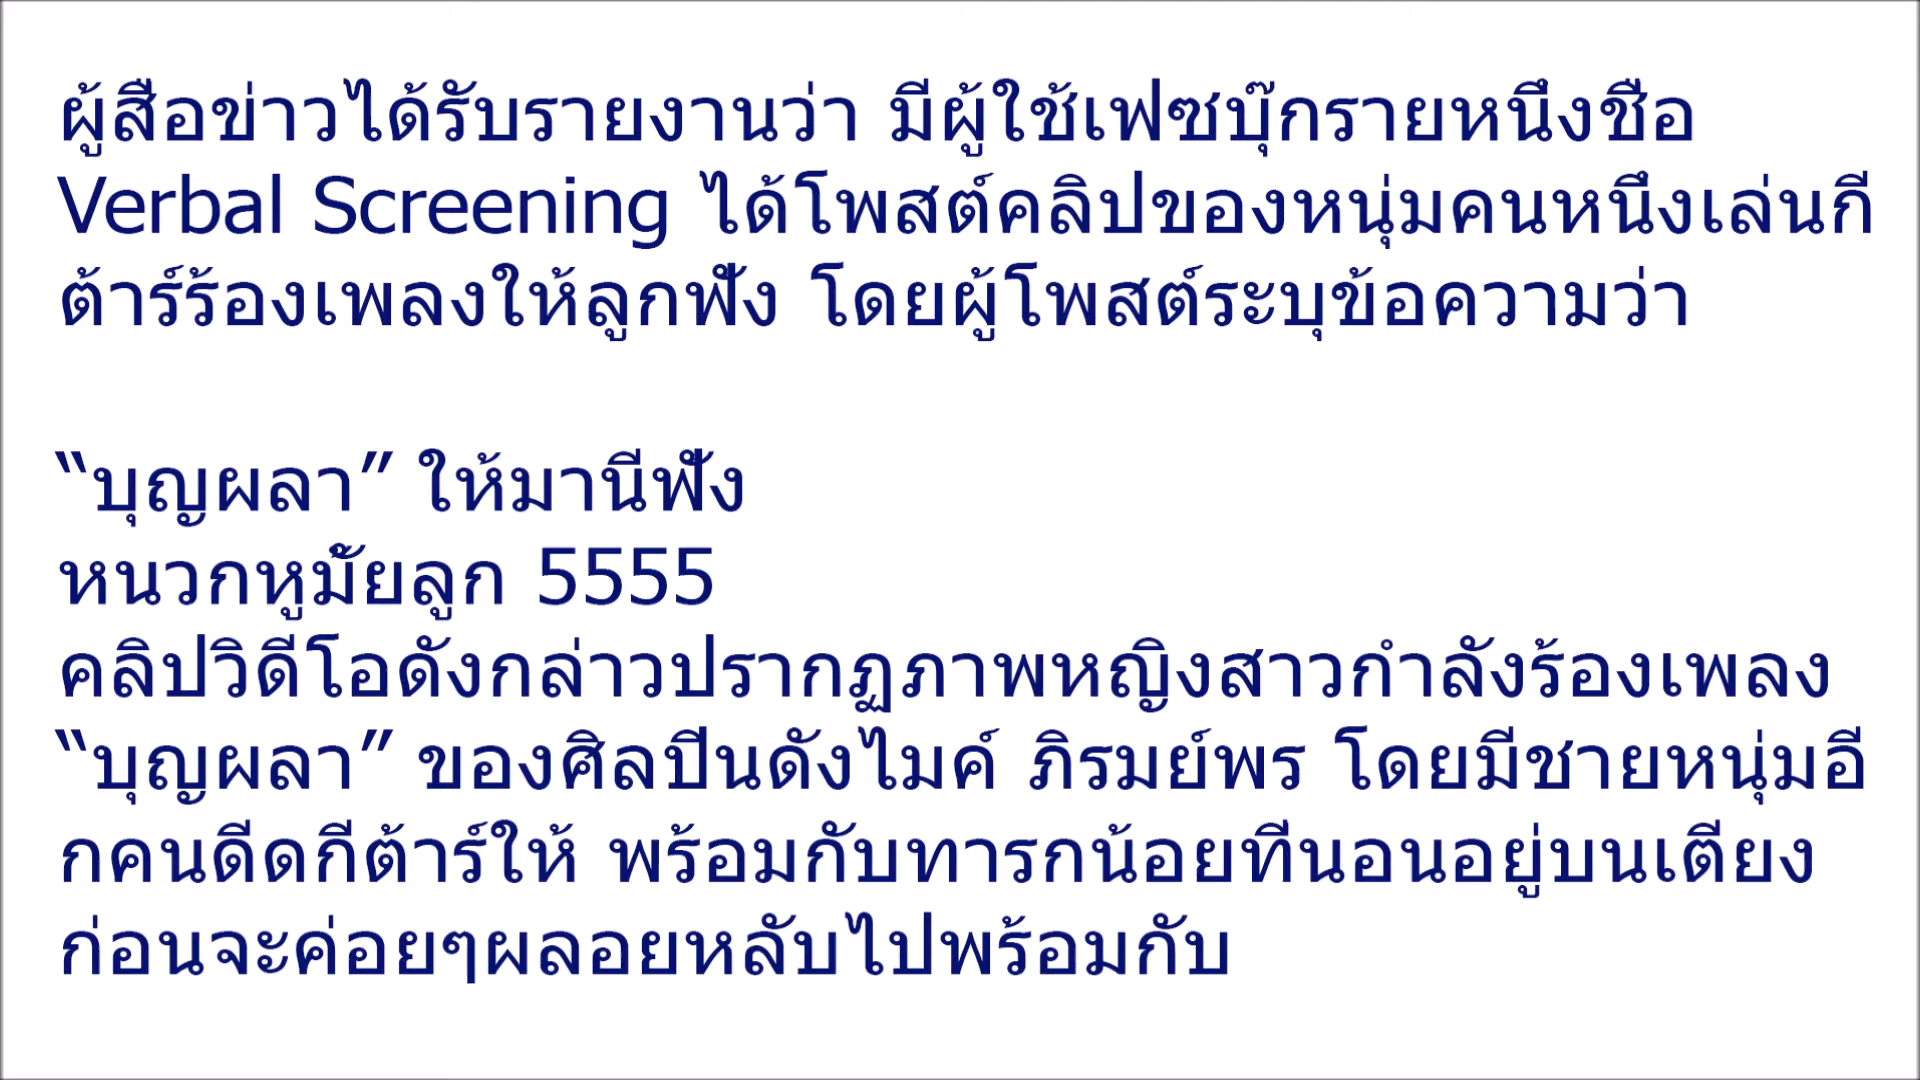 ผู้สื่อข่าวได้รับรายงานว่า มีผู้ใช้เฟซบุ๊กรายหนึ่งชื่อ
Verbal Screening ได้โพสต์คลิปของหนุ่มคนหนึ่งเล่นกี
ต้าร์ร้องเพลงให้ลูกฟัง โดยผู้โพสต์ระบุข้อความว่า
“บุญผลา” ให้มานีฟัง
หนวกหูมั้ยลูก 5555
คลิปวิดีโอดังกล่าวปรากฏภาพหญิงสาวกำลังร้องเพลง
“บุญผลา” ของศิลปินดังไมค์ ภิรมย์พร โดยมีชายหนุ่มอี
กคนดีดกีต้าร์ให้ พร้อมกับทารกน้อยที่นอนอยู่บนเตียง
ก่อนจะค่อยๆผลอยหลับไปพร้อมกับ